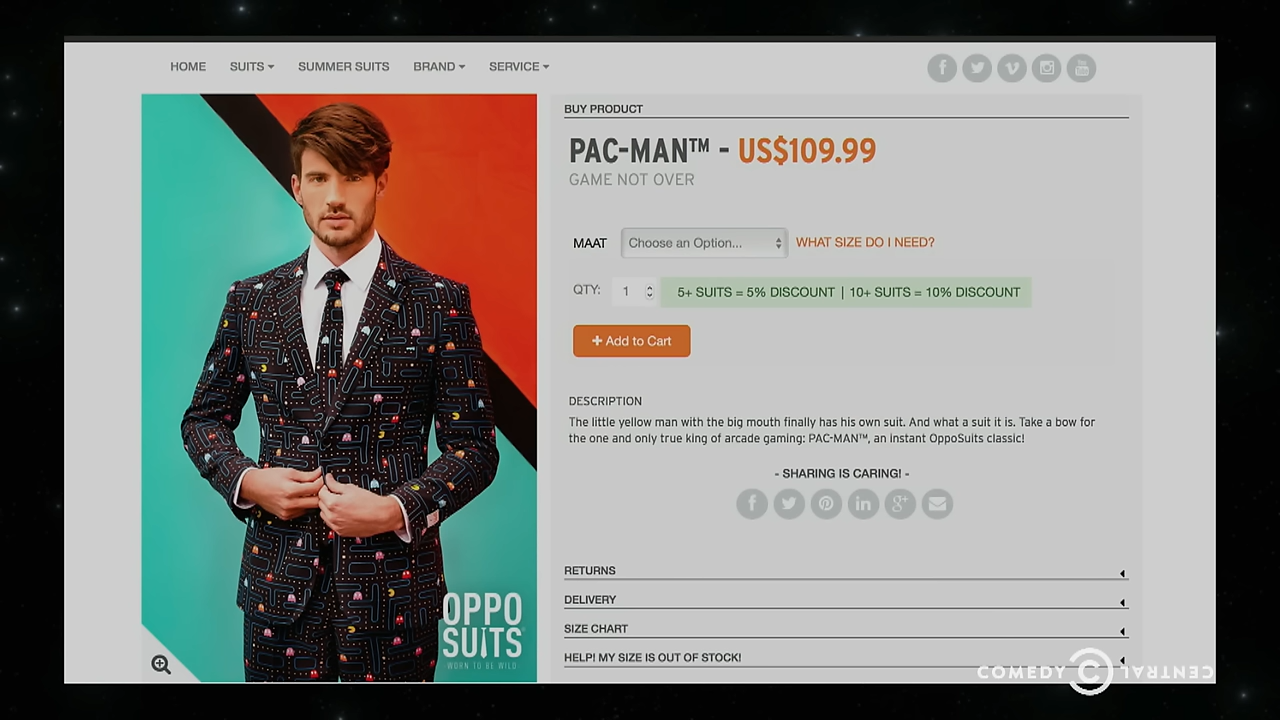 HOME SUITS SUMMER SUITS BRAND SERVICE
BUY PRODUCT
PAC-MAN™ - US$109.99
GAME NOT OVER
MAAT Choose an Option... WHAT SIZE DO I NEED?
QTY: 1 5+ SUITS = 5% DISCOUNT | 10+ SUITS = 10% DISCOUNT
+ Add to Cart
DESCRIPTION
The little yellow man with the big mouth finally has his own suit. And what a suit it is. Take a bow for
the one and only true king of arcade gaming: PAC-MAN™, an instant OppoSuits classic!
- SHARING IS CARING! -
RETURNS
DELIVERY
SIZE CHART
HELP! MY SIZE IS OUT OF STOCK!
OPPO
SUITS
WORN TO BE WILD
COMEDY CENTRAL